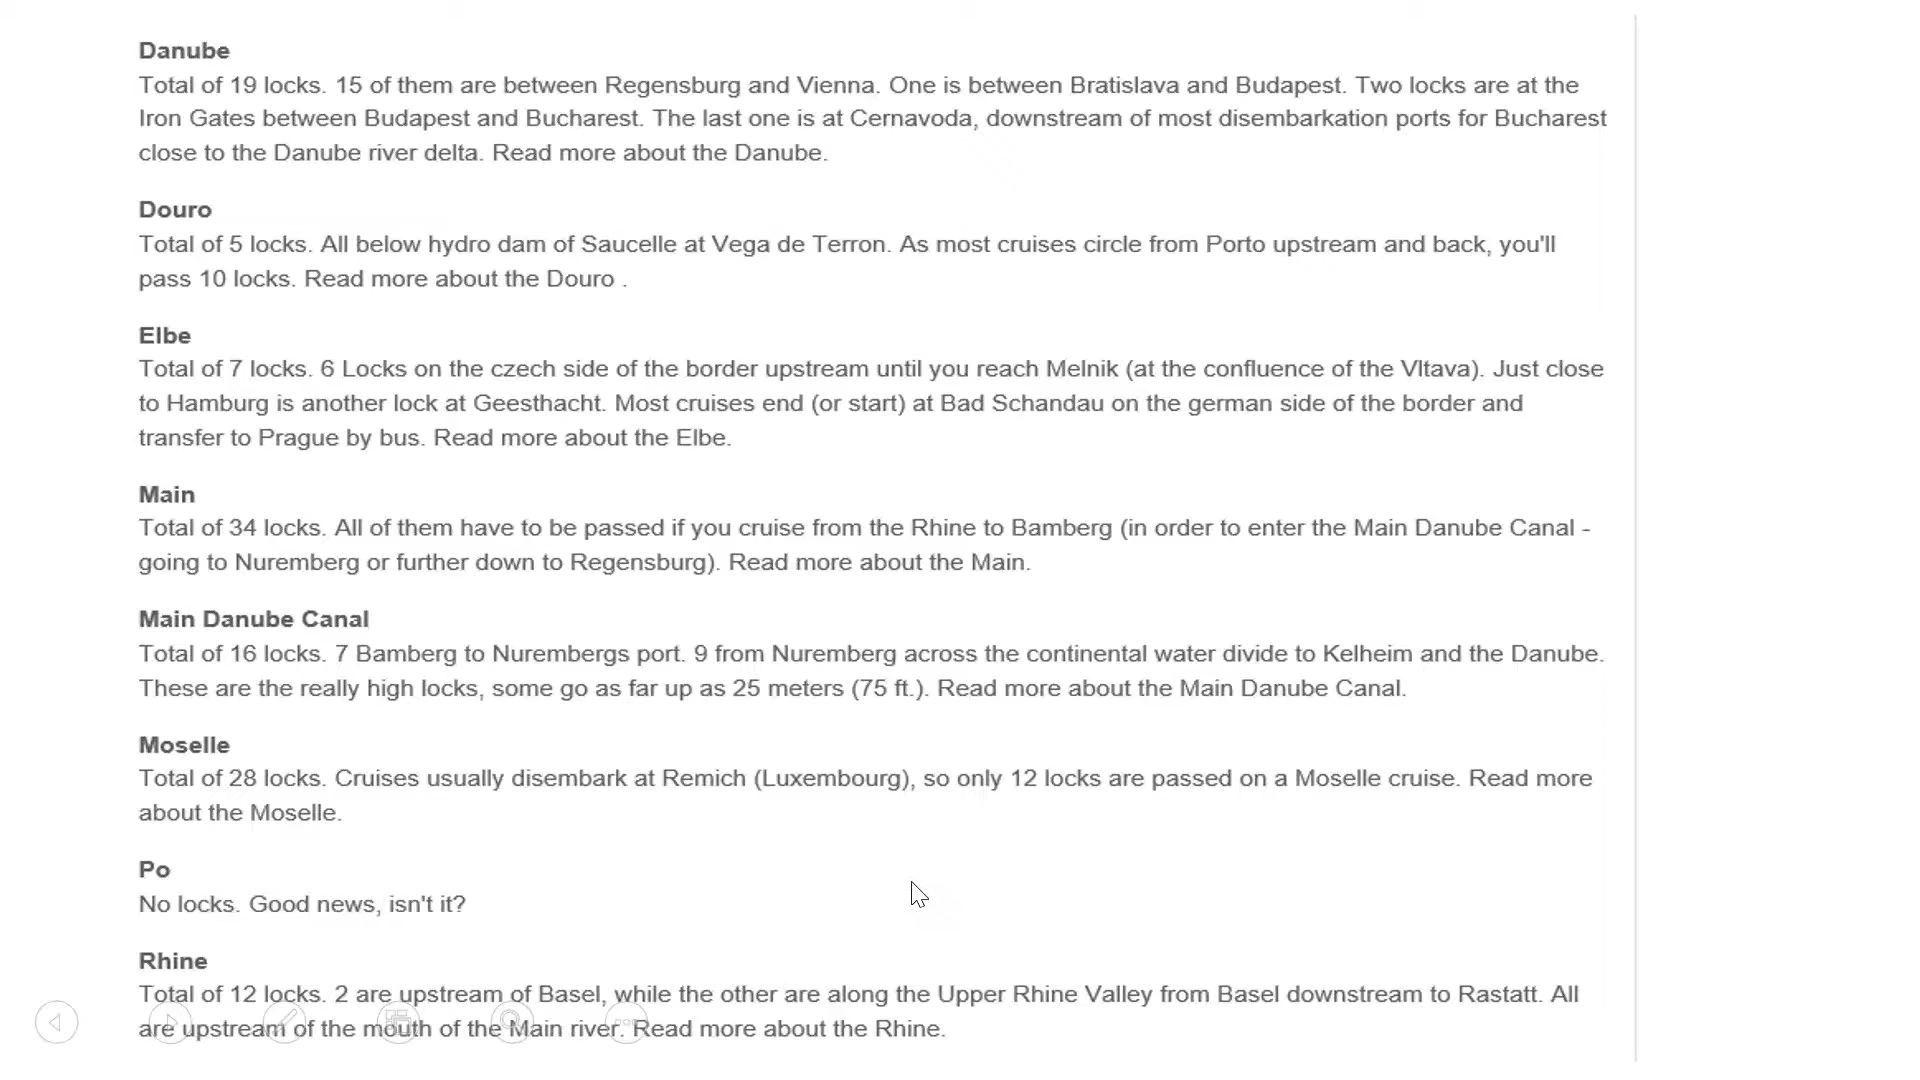 Danube
Total of 19 locks. 15 of them are between Regensburg and Vienna. One is between Bratislava and Budapest. Two locks are at the
Iron Gates between Budapest and Bucharest. The last one is at Cernavoda, downstream of most disembarkation ports for Bucharest
close to the Danube river delta. Read more about the Danube.
Douro
Total of 5 locks. All below hydro dam of Saucelle at Vega de Terron. As most cruises circle from Porto upstream and back, you'll
pass 10 locks. Read more about the Douro .
Elbe
Total of 7 locks. 6 Locks on the czech side of the border upstream until you reach Melnik (at the confluence of the Vltava). Just close
to Hamburg is another lock at Geesthacht. Most cruises end (or start) at Bad Schandau on the german side of the border and
transfer to Prague by bus. Read more about the Elbe.
Main
Total of 34 locks. All of them have to be passed if you cruise from the Rhine to Bamberg (in order to enter the Main Danube Canal -
going to Nuremberg or further down to Regensburg). Read more about the Main.
Main Danube Canal
Total of 16 locks. 7 Bamberg to Nurembergs port. 9 from Nuremberg across the continental water divide to Kelheim and the Danube.
These are the really high locks, some go as far up as 25 meters (75 ft.). Read more about the Main Danube Canal.
Moselle
Total of 28 locks. Cruises usually disembark at Remich (Luxembourg), so only 12 locks are passed on a Moselle cruise. Read more
about the Moselle.
Po
No locks. Good news, isn't it?
Rhine
Total of 12 locks. 2 are upstream of Basel, while the other are along the Upper Rhine Valley from Basel downstream to Rastatt. All
are upstream of the mouth of the Main river. Read more about the Rhine.